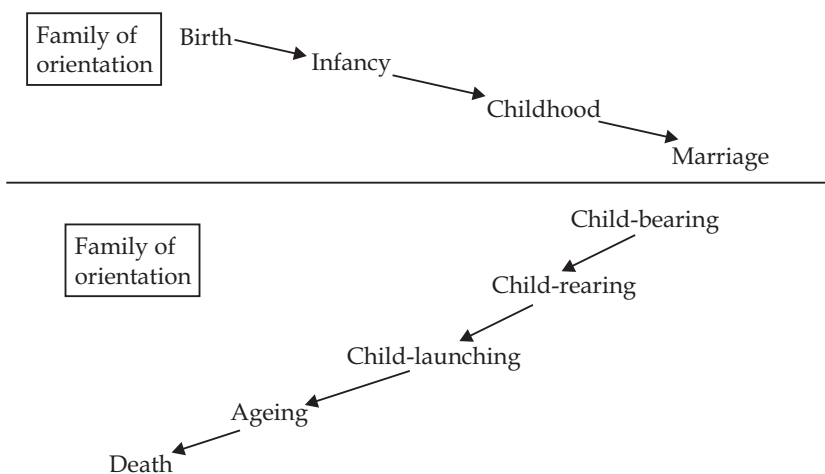 Family of
orientation
Birth
Infancy
Childhood
Marriage
Family of
orientation
Child-bearing
Child-rearing
Child-launching
Ageing
Death